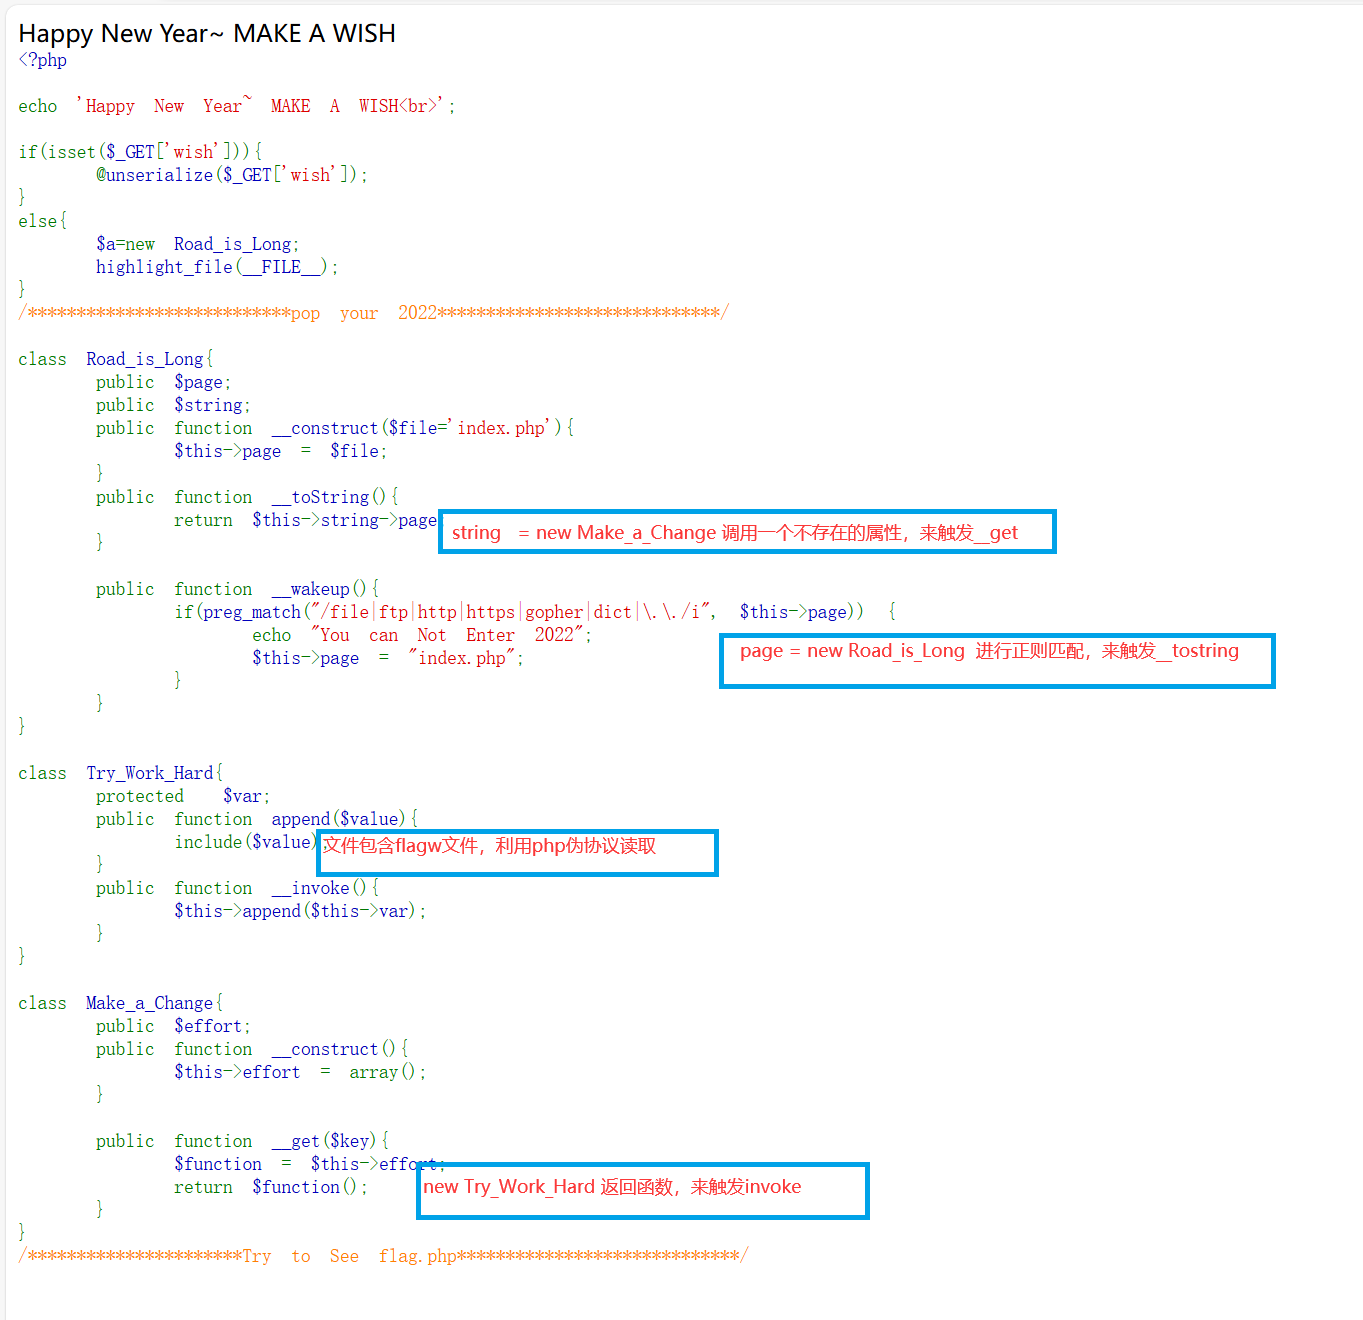 Happy New Year~ MAKE A WISH
<?php
echo 'Happy New Year~ MAKE A WISH<br>';
if(isset($_GET['wish'])){
@unserialize($_GET['wish']);
}
else{
$a=new Road_is_Long;
highlight_file(__FILE__);
}
/***************************pop your 2022*****************************/
class Road_is_Long{
public $page;
public $string;
public function __construct($file='index.php'){
$this->page = $file;
}
public function __toString(){
return $this->string->page
string = new Make_a_Change 调用一个不存在的属性，来触发__get
}
public function __wakeup(){
if(preg_match("/file|ftp|http|https|gopher|dict|\.\./i", $this->page)) {
echo "You can Not Enter 2022";
$this->page = "index.php";
page = new Road_is_Long 进行正则匹配，来触发__tostring
}
}
}
class Try_Work_Hard{
protected $var;
public function append($value){
include($value);
文件包含flagw文件，利用php伪协议读取
}
public function __invoke(){
$this->append($this->var);
}
}
class Make_a_Change{
public $effort;
public function __construct(){
$this->effort = array();
}
public function __get($key){
$function = $this->effort;
return $function();
new Try_Work_Hard 返回函数，来触发invoke
}
}
/**********************Try to See flag.php*****************************/